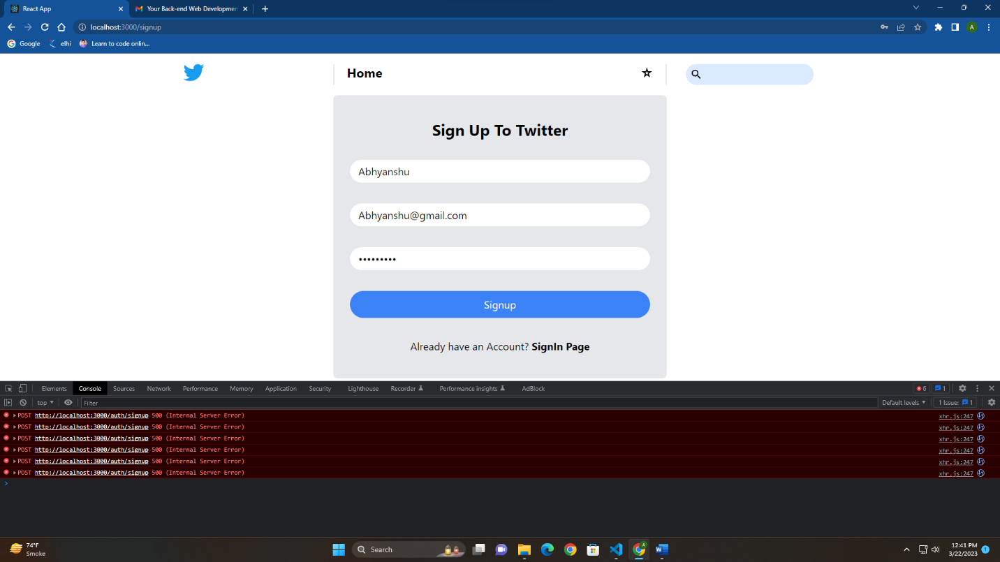 React App
Your Back-end Web Developmen
localhost:3000/signup
A
Google
elhi
Learn to code onlin...
Home
Sign Up To Twitter
Abhyanshu
Abhyanshu@gmail.com
•••••••••
Signup
Already have an Account? SignIn Page
Elements Console Sources Network Performance Memory Application Security Lighthouse Recorder Performance insights AdBlock 6 1
top Filter Default levels 1 Issue: 1
POST http://localhost:3000/auth/signup 500 (Internal Server Error) xhr.js:247
POST http://localhost:3000/auth/signup 500 (Internal Server Error) xhr.js:247
POST http://localhost:3000/auth/signup 500 (Internal Server Error) xhr.js:247
POST http://localhost:3000/auth/signup 500 (Internal Server Error) xhr.js:247
POST http://localhost:3000/auth/signup 500 (Internal Server Error) xhr.js:247
POST http://localhost:3000/auth/signup 500 (Internal Server Error) xhr.js:247
74°F
Smoke
Search
A
12:41 PM
3/22/2023
1